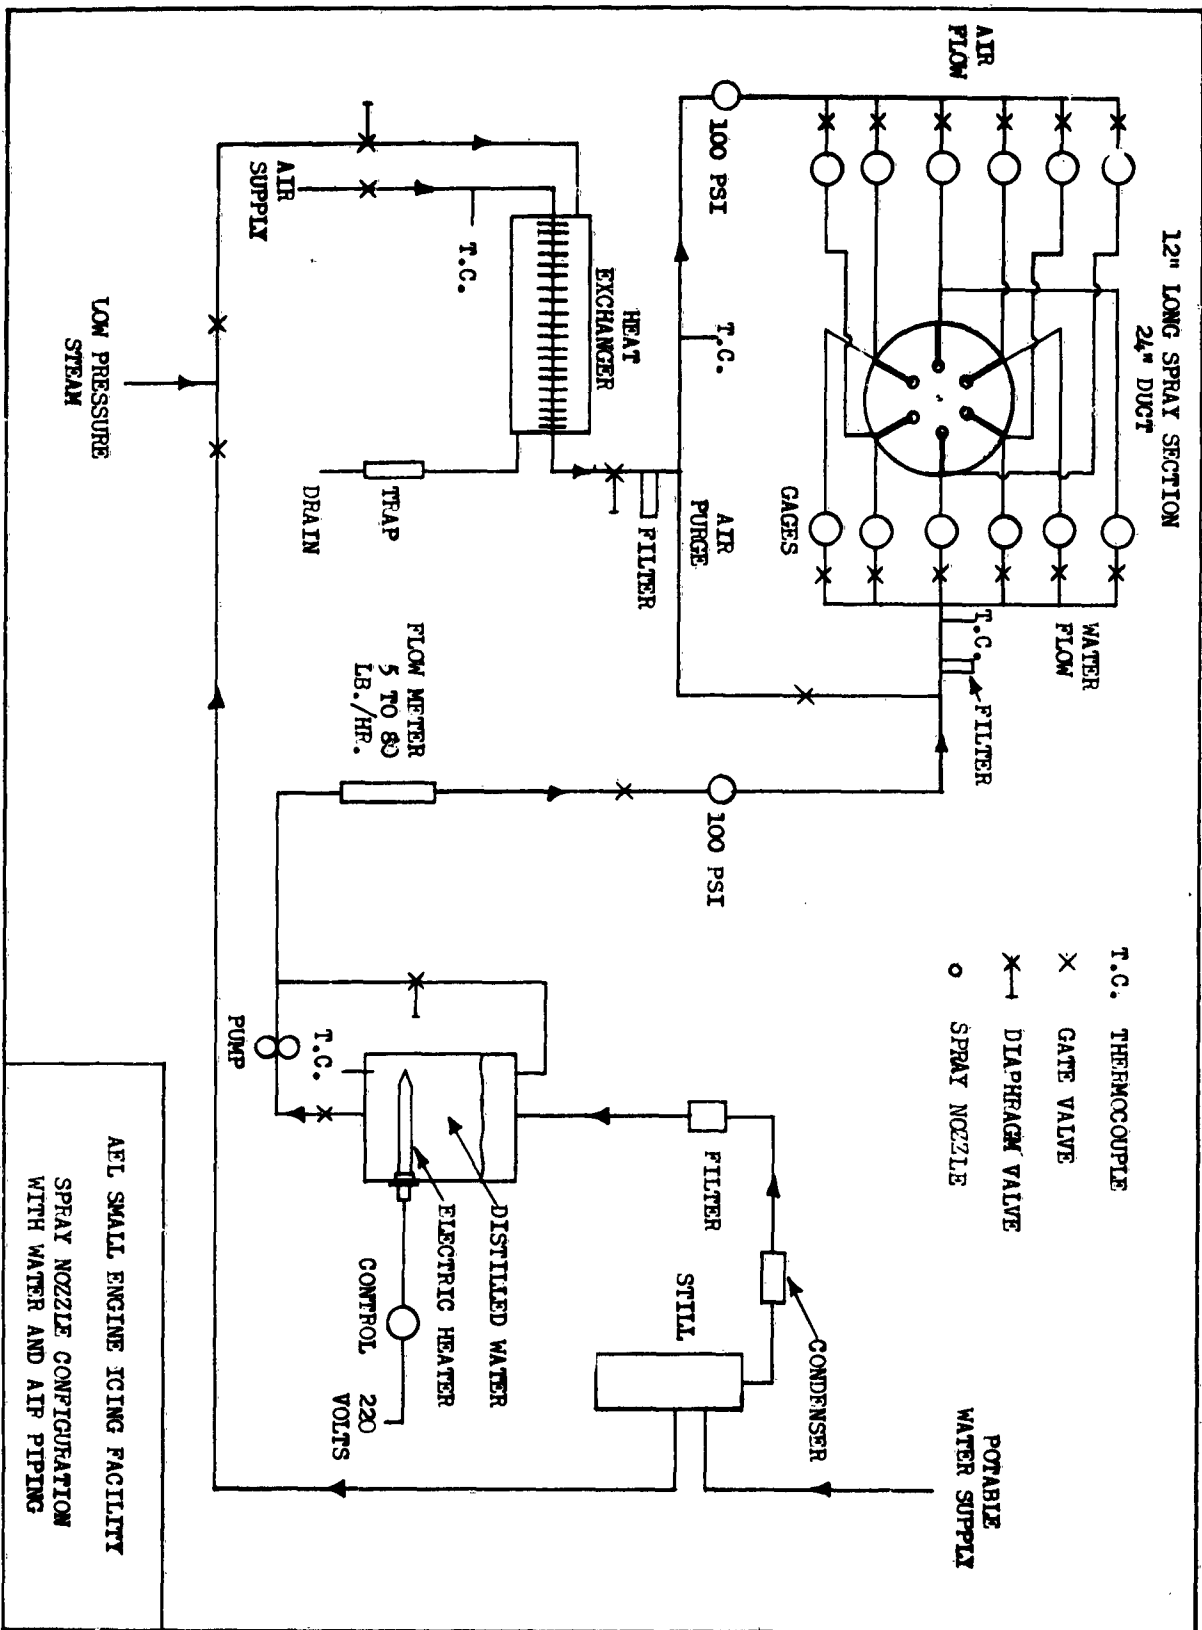 12" LONG SPRAY SECTION
24" DUCT
AIR
FLOW
GAGES
WATER
FLOW
100 PSI
T.C.
AIR
PURGE
T.C.
FILTER
AIR
SUPPLY
T.C.
HEAT
EXCHANGER
FILTER
TRAP
DRAIN
LOW PRESSURE
STEAM
FLOW METER
5 TO 80
LB./HR.
100 PSI
T.C. THERMOCOUPLE
GATE VALVE
DIAPHRAGM VALVE
SPRAY NOZZLE
PUMP
T.C.
DISTILLED WATER
ELECTRIC HEATER
CONTROL
220
VOLTS
FILTER
CONDENSER
STILL
POTABLE
WATER SUPPLY
AEL SMALL ENGINE ICING FACILITY
SPRAY NOZZLE CONFIGURATION
WITH WATER AND AIR PIPING